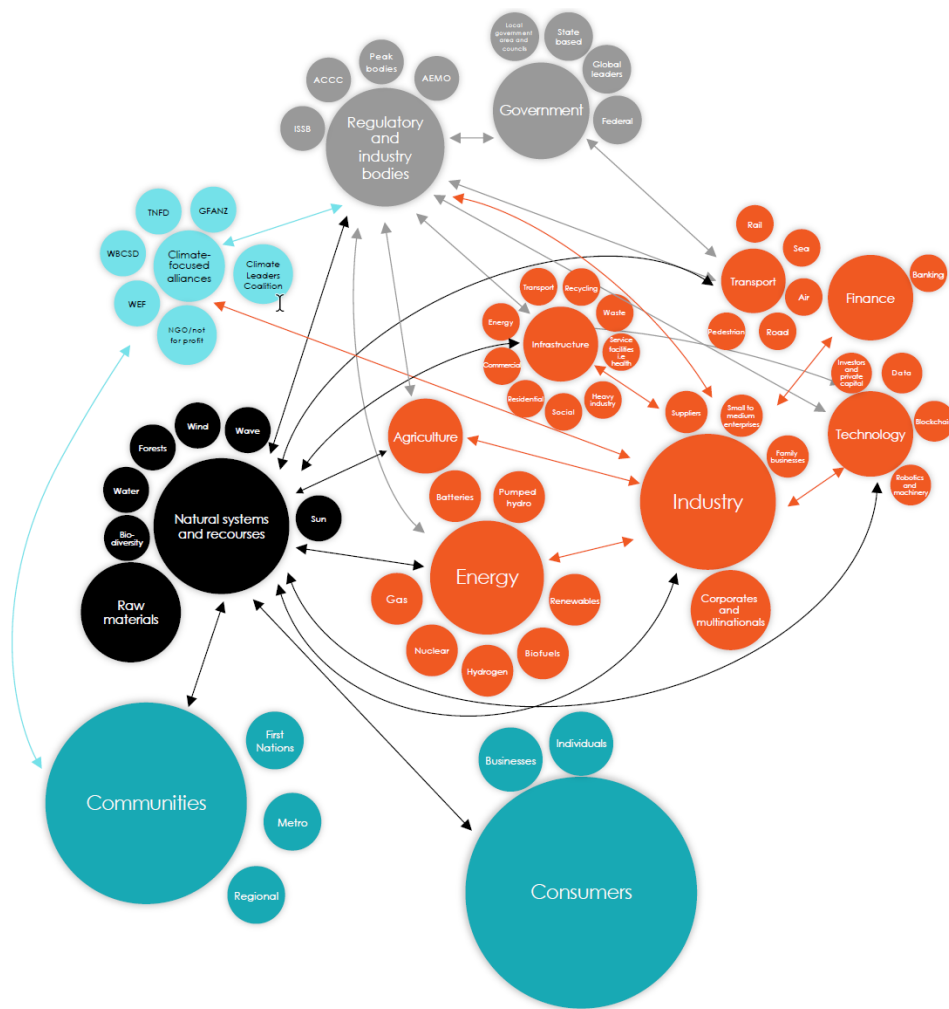 Local
government
area and
councils
State
based
Global
leaders
Federal
Government
Peak
bodies
ACCC
AEMO
ISSB
Regulatory
and
industry
bodies
TNFD
GFANZ
WBCSD
Climate-
focused
alliances
Climate
Leaders
Coalition
WEF
NGO/not
for profit
Rail
Sea
Transport
Air
Pedestrian
Road
Banking
Finance
Transport
Recycling
Energy
Waste
Infrastructure
Service
facilities
i.e
health
Commercial
Residential
Social
Heavy
industry
Investors
and
private
capital
Data
Technology
Blockchai
Robotics
and
machinery
Suppliers
Small to
medium
enterprises
Family
businesses
Industry
Corporates
and
multinationals
Agriculture
Wind
Wave
Forests
Water
Natural systems
and recourses
Sun
Bio-
diversity
Raw
materials
Batteries
Pumped
hydro
Energy
Gas
Renewables
Nuclear
Hydrogen
Biofuels
First
Nations
Communities
Metro
Regional
Businesses
Individuals
Consumers